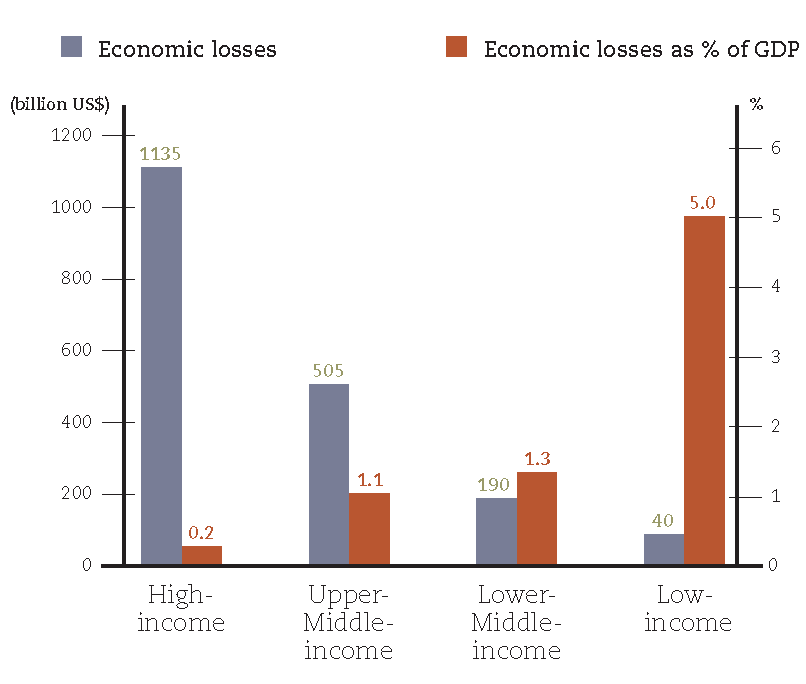 Economic losses
Economic losses as % of GDP
(billion US$)
%
1200
1000
800
600
400
200
0
6
5
4
3
2
1
0
1135
0.2
505
1.1
190
1.3
40
5.0
High-
income
Upper-
Middle-
income
Lower-
Middle-
income
Low-
income